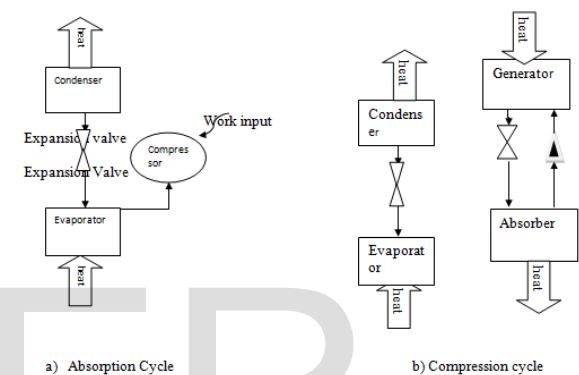 heat
Condenser
Expansion valve
Expansion Valve
Work input
Compres
sor
Evaporator
heat
a) Absorption Cycle
heat
Condens
er
Evaporat
or
heat
heat
Generator
Absorber
heat
b) Compression cycle